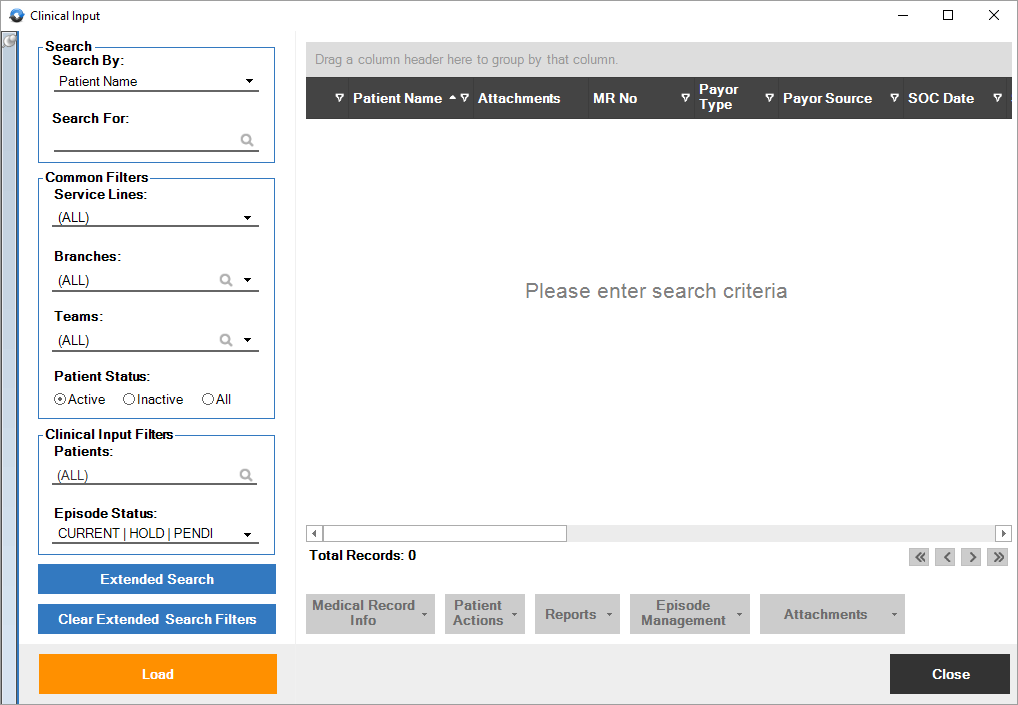 Clinical Input
Search
Search By:
Patient Name
Search For:
Common Filters
Service Lines:
(ALL)
Branches:
(ALL)
Teams:
(ALL)
Patient Status:
Active Inactive All
Clinical Input Filters
Patients:
(ALL)
Episode Status:
CURRENT | HOLD | PENDI
Extended Search
Clear Extended Search Filters
Load
Drag a column header here to group by that column.
Patient Name Attachments MR No Payor Type Payor Source SOC Date
Please enter search criteria
Total Records: 0
Medical Record Info
Patient Actions
Reports
Episode Management
Attachments
Close